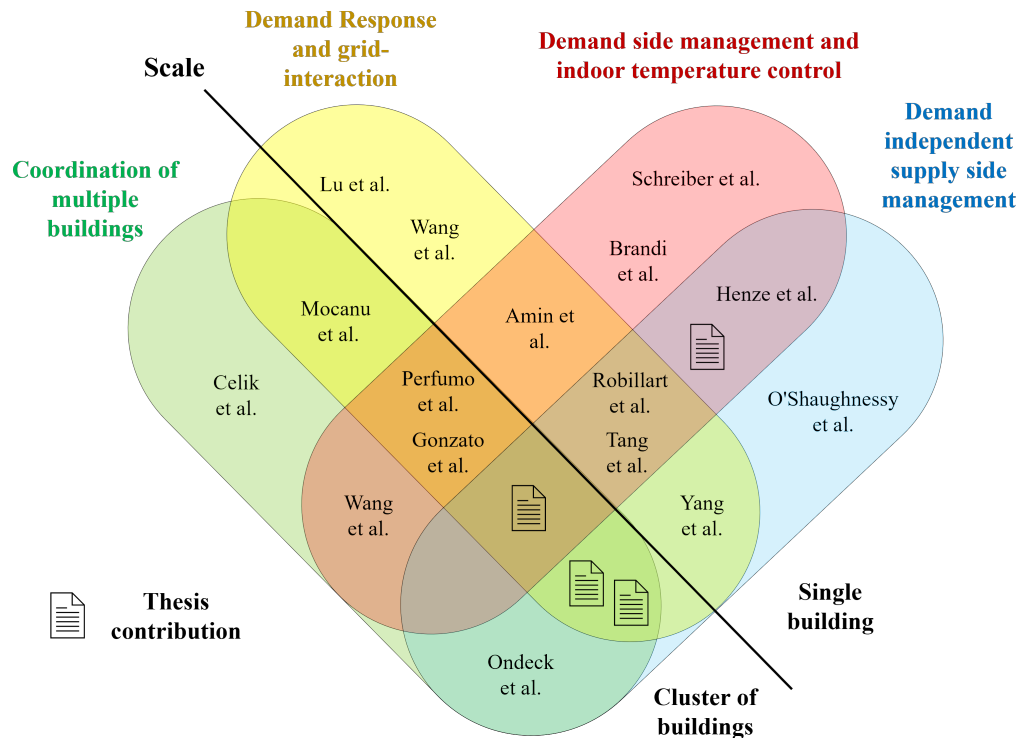 Demand Response
and grid-
interaction
Demand side management and
indoor temperature control
Scale
Demand
independent
supply side
management
Coordination of
multiple
buildings
Lu et al.
Schreiber et al.
Wang
et al.
Brandi
et al.
Henze et al.
Mocanu
et al.
Amin et
al.
Celik
et al.
Perfumo
et al.
Robillart
et al.
O'Shaughnessy
et al.
Gonzato
et al.
Tang
et al.
Wang
et al.
Yang
et al.
Thesis
contribution
Single
building
Ondeck
et al.
Cluster of
buildings